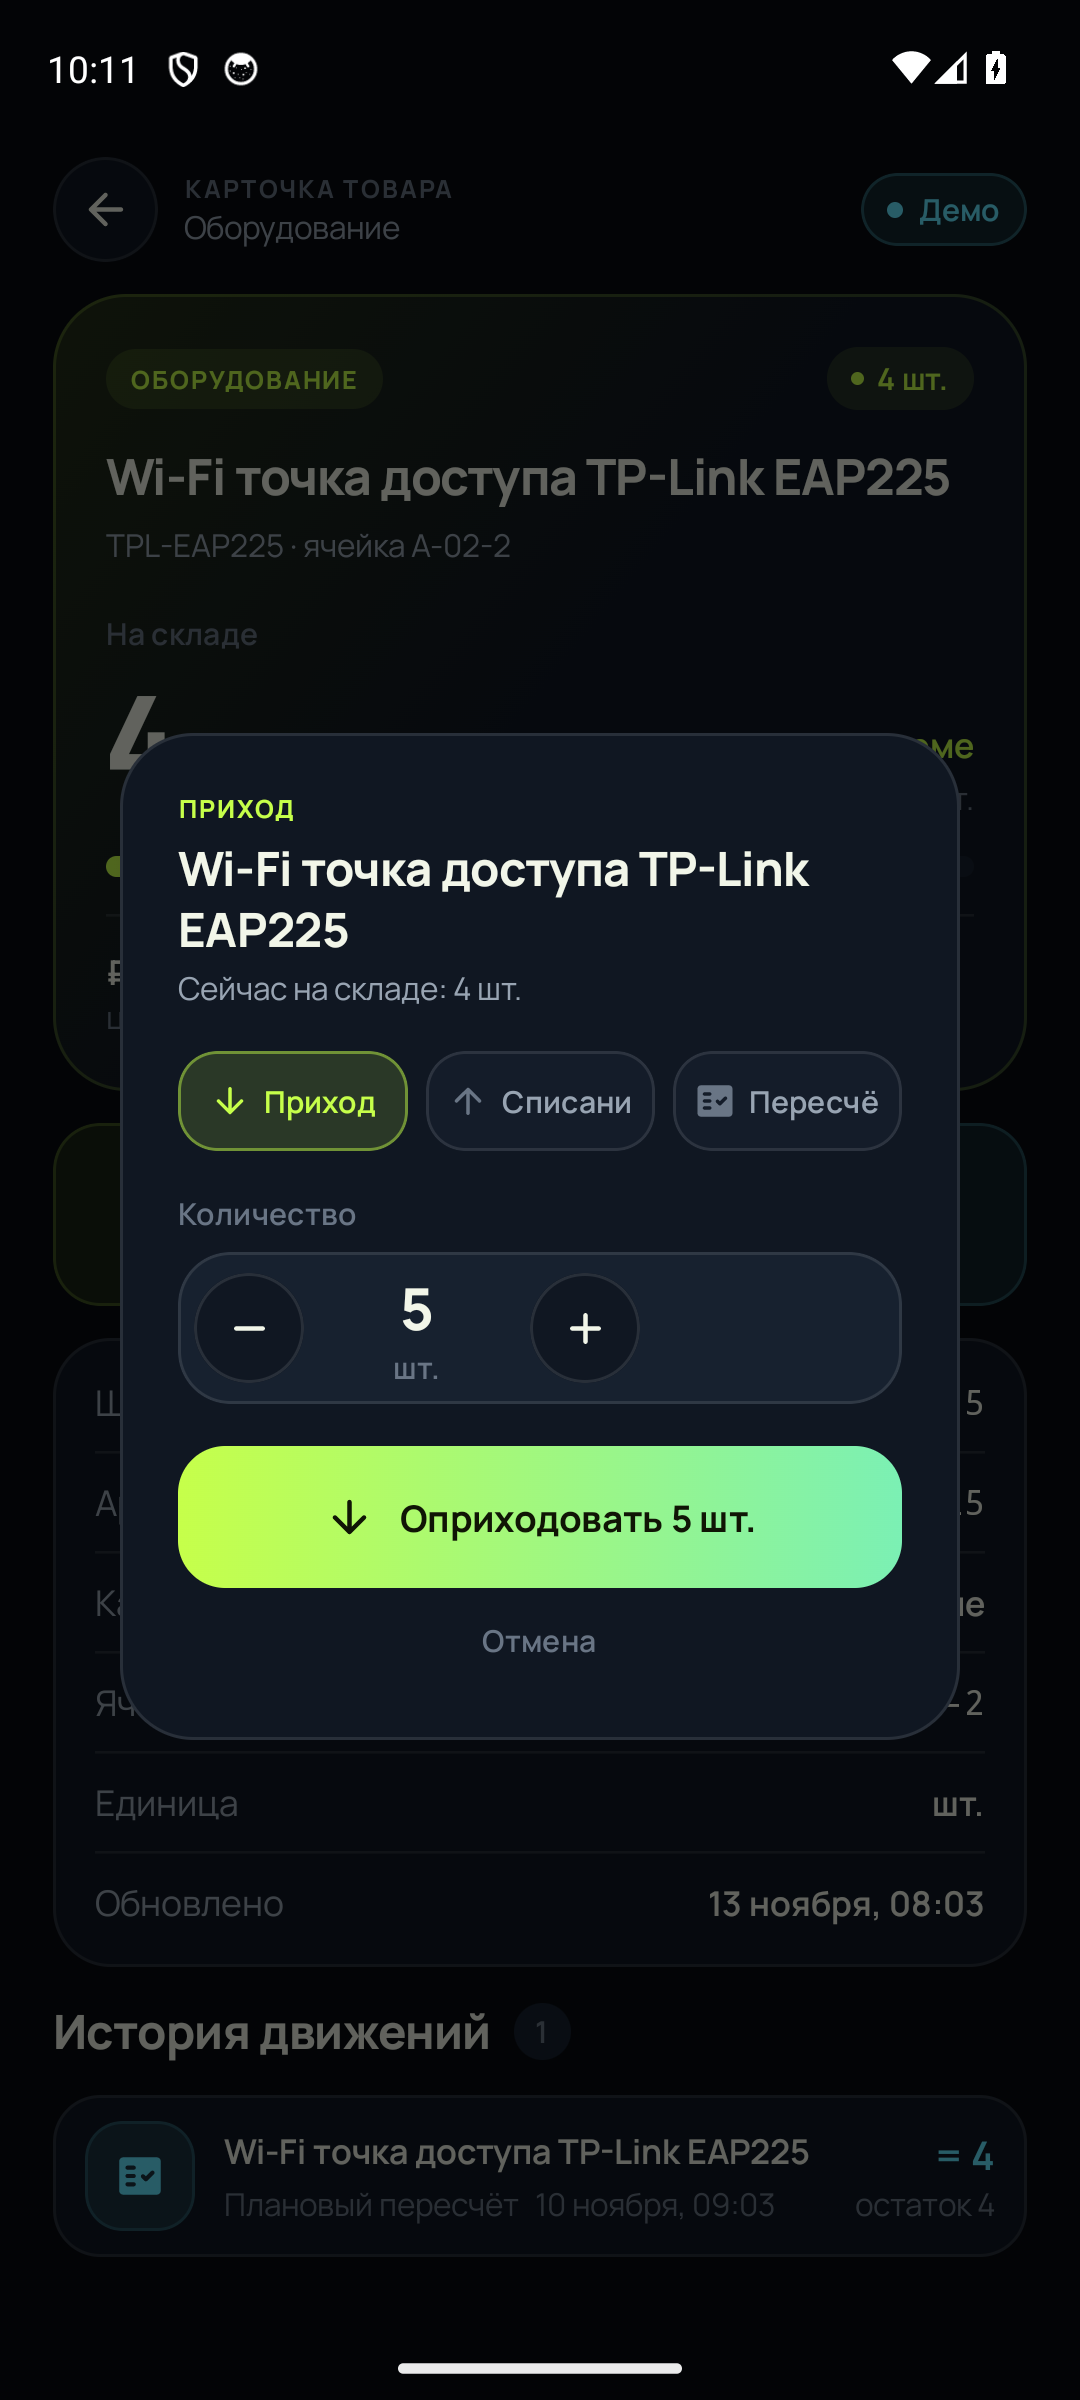 10:11
КАРТОЧКА ТОВАРА
Оборудование
Демо
ОБОРУДОВАНИЕ
4 шт.
Wi-Fi точка доступа TP-Link EAP225
TPL-EAP225 · ячейка A-02-2
На складе
4
ПРИХОД
Wi-Fi точка доступа TP-Link
EAP225
Сейчас на складе: 4 шт.
Приход
Списани
Пересчё
Количество
5
шт.
Оприходовать 5 шт.
Отмена
Единица
шт.
Обновлено
13 ноября, 08:03
История движений
1
Wi-Fi точка доступа TP-Link EAP225
= 4
Плановый пересчёт 10 ноября, 09:03
остаток 4